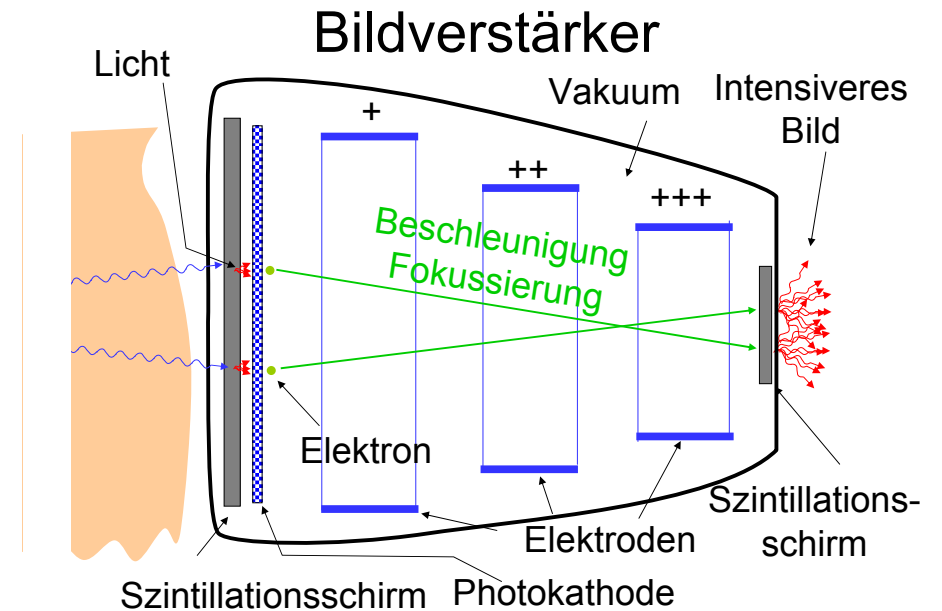 Bildverstärker
Licht
Vakuum
Intensiveres
Bild
+
++
+++
Beschleunigung
Fokussierung
Elektron
Elektroden
Szintillations-
schirm
Szintillationsschirm
Photokathode